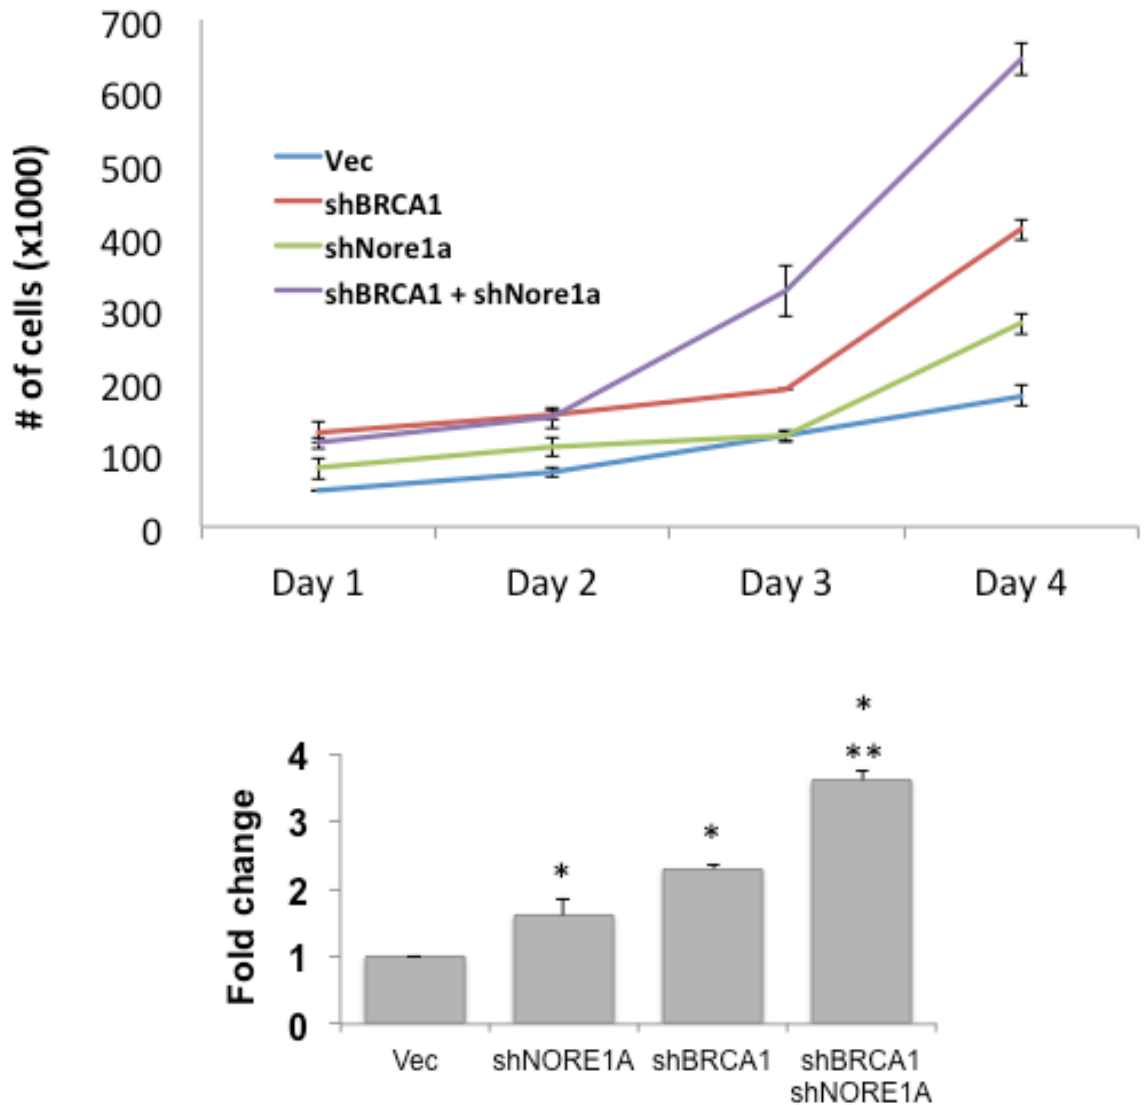 700
600
500
400
300
200
100
0
# of cells (x1000)
Vec
shBRCA1
shNore1a
shBRCA1 + shNore1a
Day 1 Day 2 Day 3 Day 4
4
3
2
1
0
Fold change
*
*
*
**
Vec shNORE1A shBRCA1 shBRCA1
shNORE1A